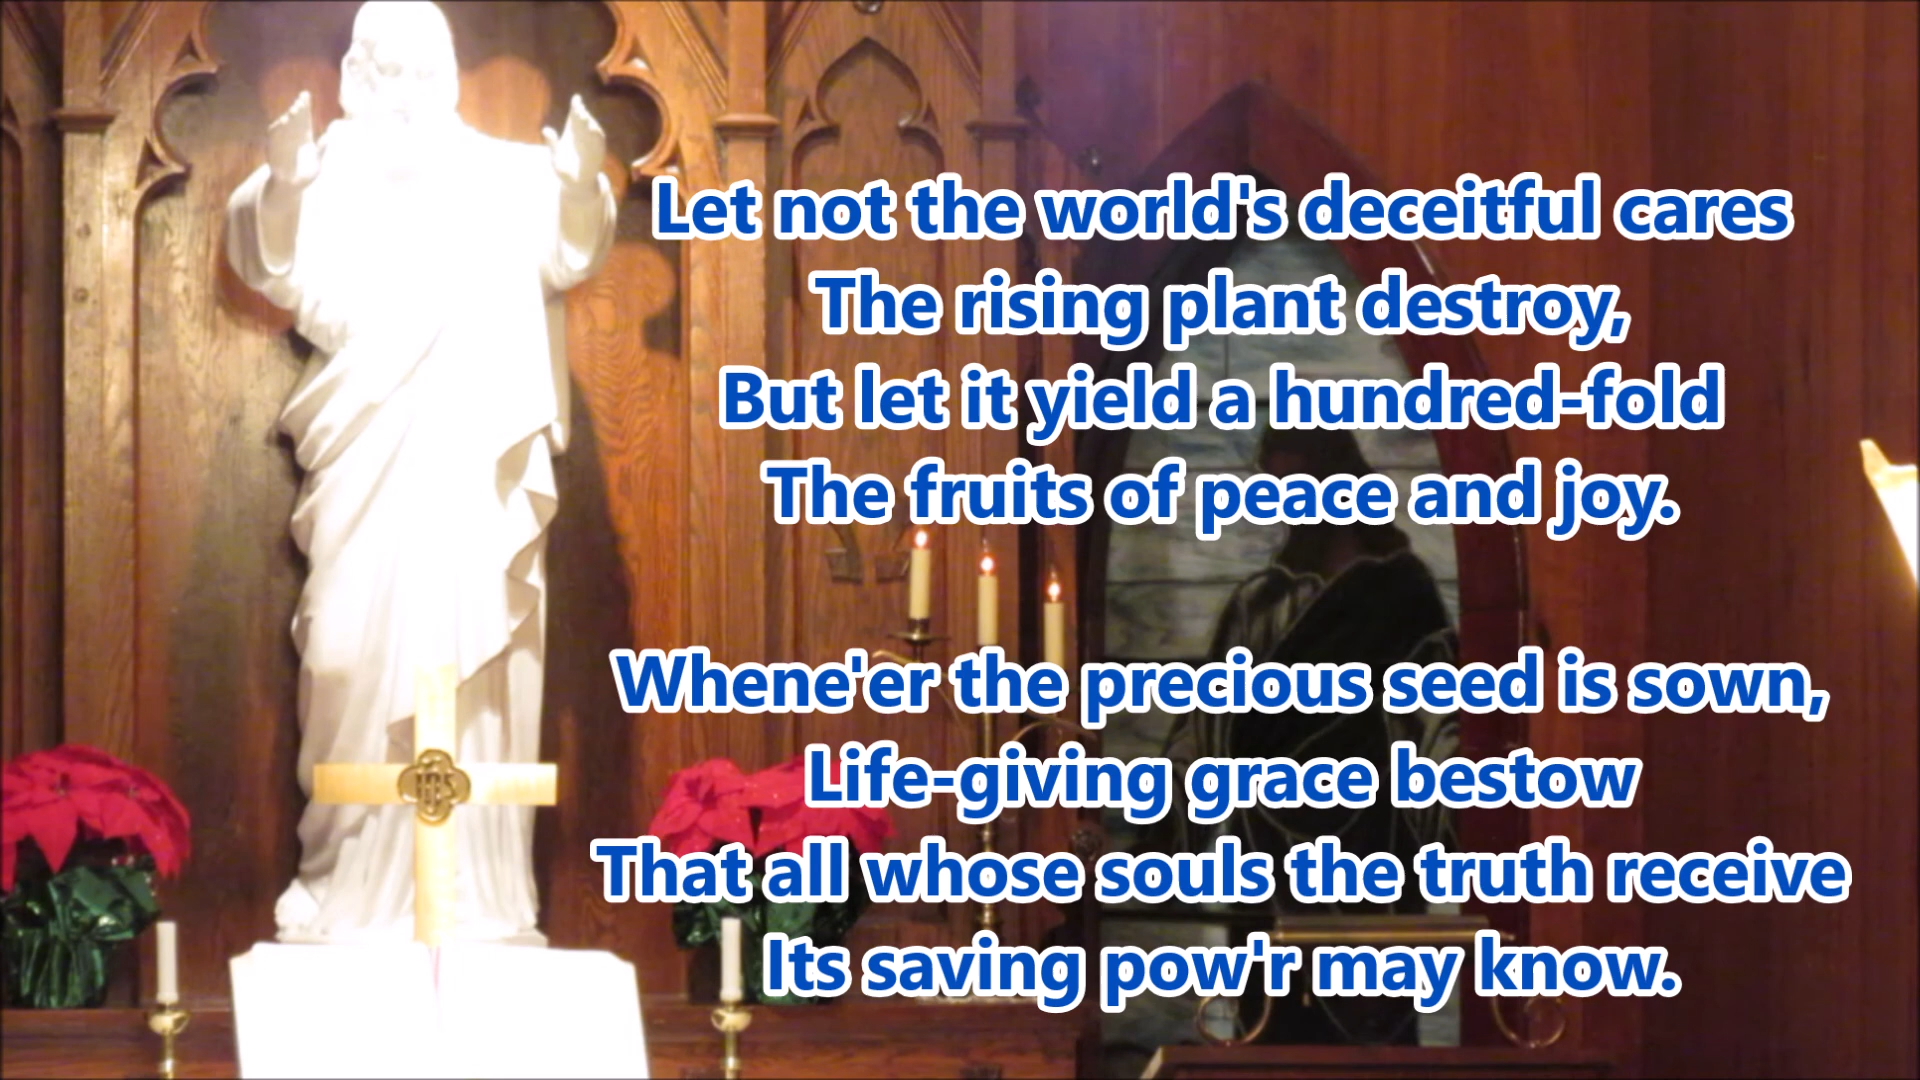 Let not the world's deceitful cares
The rising plant destroy,
But let it yield a hundred-fold
The fruits of peace and joy.
Whene'er the precious seed is sown,
Life-giving grace bestow
That all whose souls the truth receive
Its saving pow'r may know.
IHS